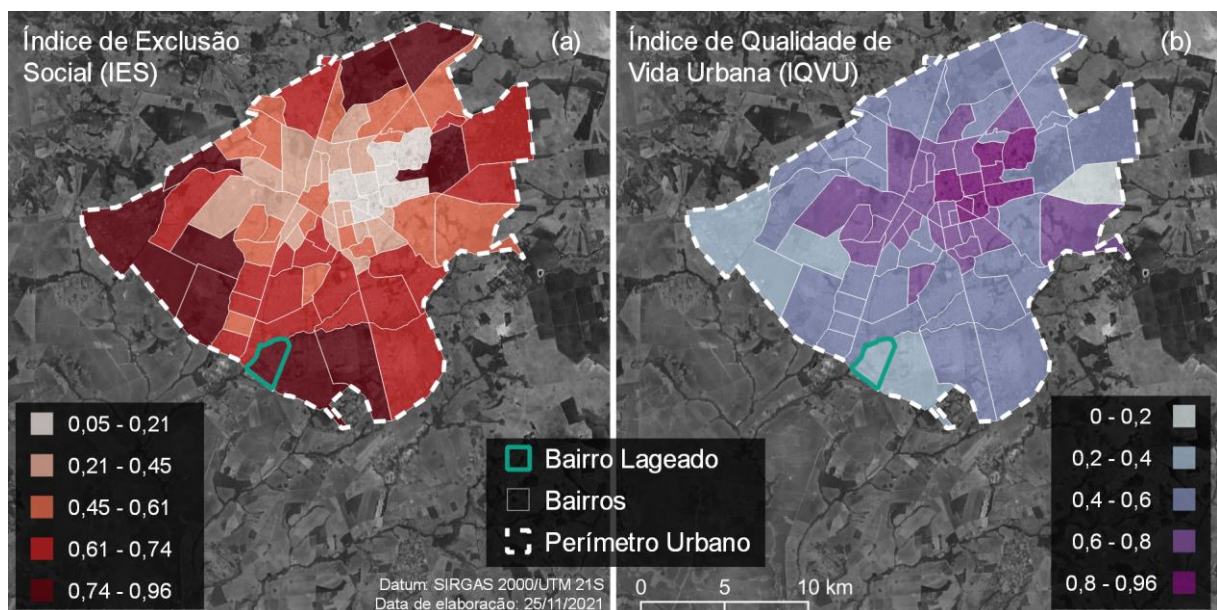 Índice de Exclusão
Social (IES)
(a)
0,05 - 0,21
0,21 - 0,45
0,45 - 0,61
0,61 - 0,74
0,74 - 0,96
Datum: SIRGAS 2000/UTM 21S
Data de elaboração: 25/11/2021
Índice de Qualidade de
Vida Urbana (IQVU)
(b)
Bairro Lageado
Bairros
Perímetro Urbano
0 5 10 km
0 - 0,2
0,2 - 0,4
0,4 - 0,6
0,6 - 0,8
0,8 - 0,96